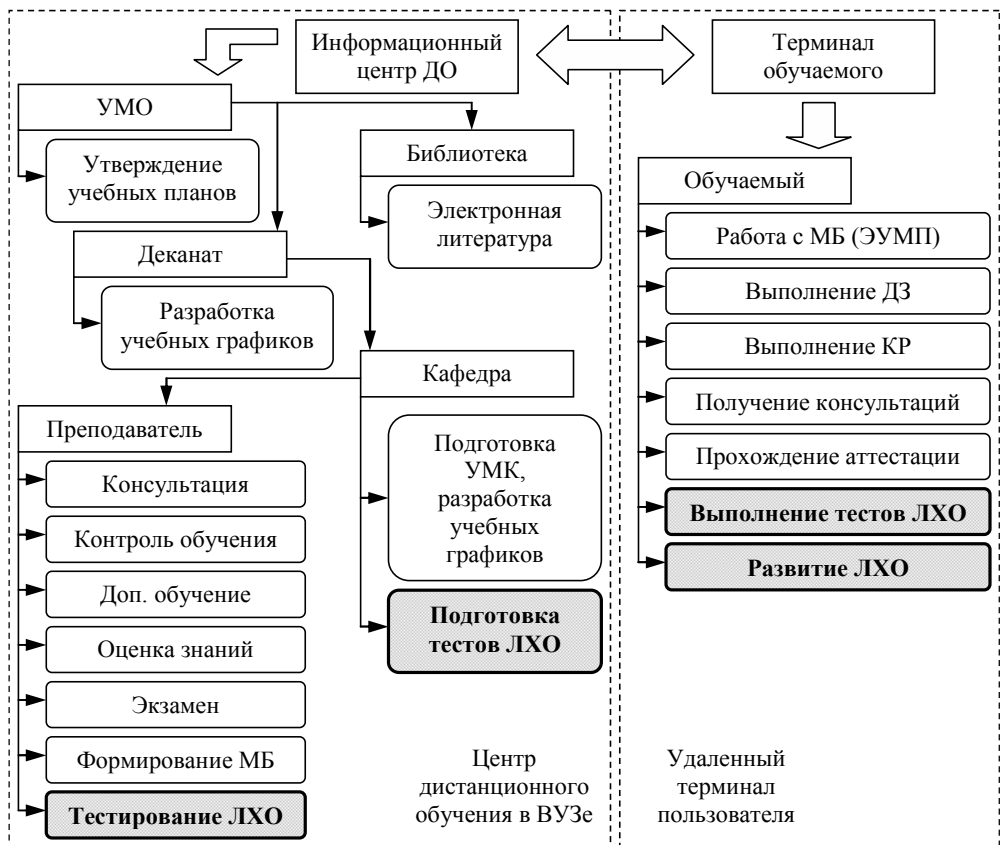 Информационный
центр ДО
Терминал
обучаемого
УМО
Утверждение
учебных планов
Библиотека
Электронная
литература
Деканат
Разработка
учебных графиков
Кафедра
Подготовка
УМК,
разработка
учебных
графиков
Подготовка
тестов ЛХО
Преподаватель
Консультация
Контроль обучения
Доп. обучение
Оценка знаний
Экзамен
Формирование МБ
Тестирование ЛХО
Центр
дистанционного
обучения в ВУЗе
Обучаемый
Работа с МБ (ЭУМП)
Выполнение ДЗ
Выполнение КР
Получение консультаций
Прохождение аттестации
Выполнение тестов ЛХО
Развитие ЛХО
Удаленный
терминал
пользователя